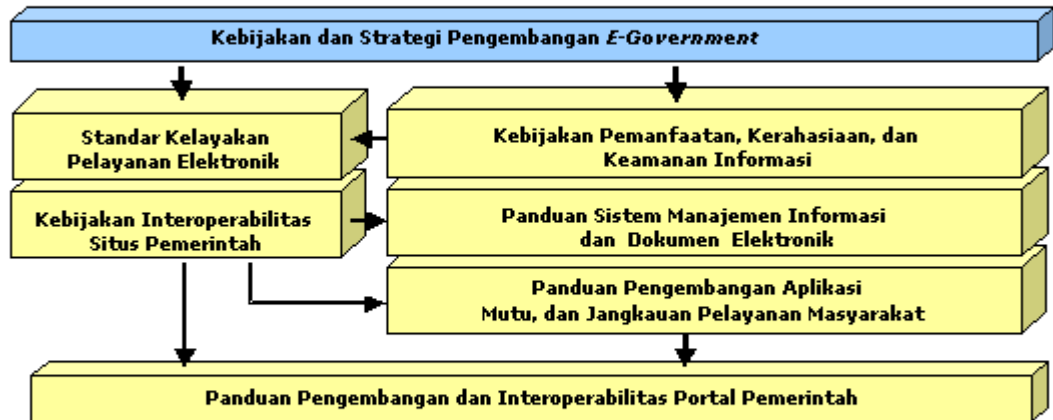 Kebijakan dan Strategi Pengembangan E-Government
Standar Kelayakan
Pelayanan Elektronik
Kebijakan Pemanfaatan, Kerahasiaan, dan
Keamanan Informasi
Kebijakan Interoperabilitas
Situs Pemerintah
Panduan Sistem Manajemen Informasi
dan Dokumen Elektronik
Panduan Pengembangan Aplikasi
Mutu, dan Jangkauan Pelayanan Masyarakat
Panduan Pengembangan dan Interoperabilitas Portal Pemerintah